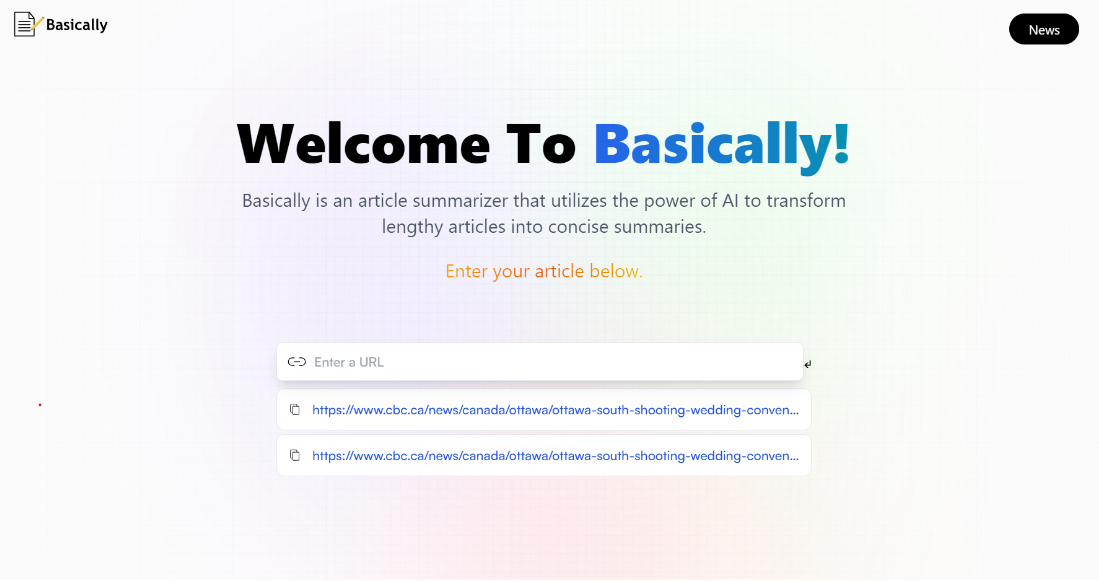 Basically
News
Welcome To Basically!
Basically is an article summarizer that utilizes the power of AI to transform
lengthy articles into concise summaries.
Enter your article below.
Enter a URL
https://www.cbc.ca/news/canada/ottawa/ottawa-south-shooting-wedding-conven...
https://www.cbc.ca/news/canada/ottawa/ottawa-south-shooting-wedding-conven...